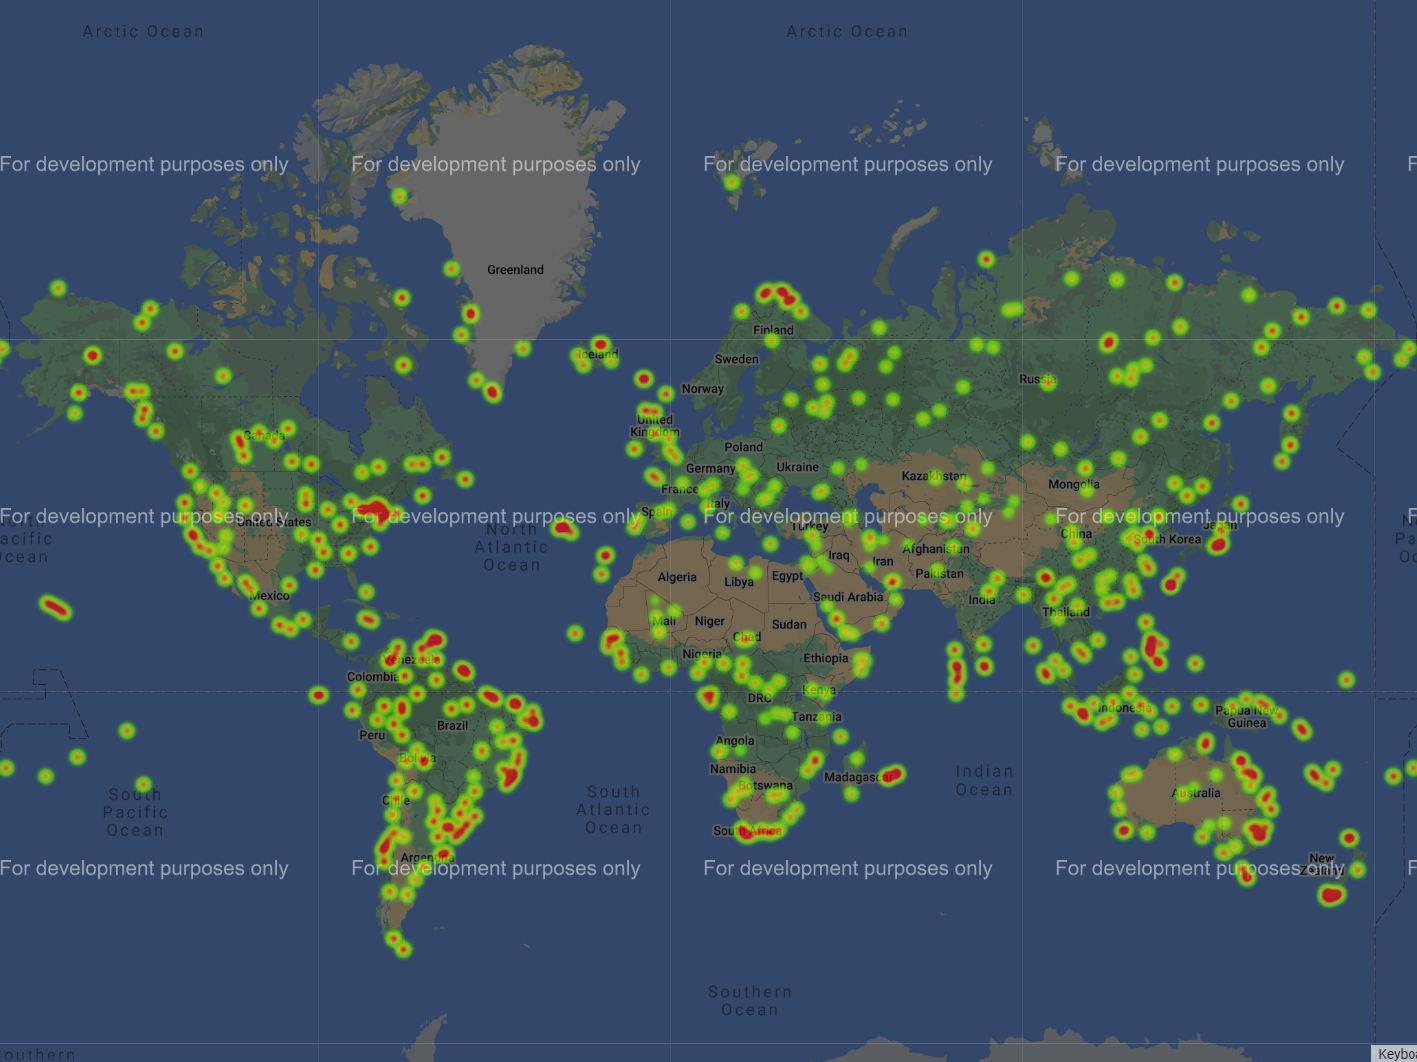 Arctic Ocean
Arctic Ocean
For development purposes only
For development purposes only
For development purposes only
For development purposes only
Greenland
Finland
Iceland
Sweden
Russia
Norway
United
Kingdom
Canada
Poland
Germany
Ukraine
Kazakhstan
Mongolia
France
Italy
Spain
For development purposes only
For development purposes only
For development purposes only
For development purposes only
United States
North
Atlantic
Ocean
Turkey
Japan
South Korea
China
Iraq
Iran
Afghanistan
Pakistan
Algeria
Libya
Egypt
Saudi Arabia
India
Mexico
Thailand
Mali
Niger
Chad
Sudan
Venezuela
Nigeria
Ethiopia
Colombia
Kenya
DRC
Indonesia
Papua New
Guinea
Tanzania
Brazil
Peru
Angola
Bolivia
Namibia
Botswana
Madagascar
Indian
Ocean
Australia
South
Pacific
Ocean
Chile
South
Atlantic
Ocean
South Africa
Argentina
New
Zealand
For development purposes only
For development purposes only
For development purposes only
For development purposes only
Southern
Ocean
Southern
Keyboa